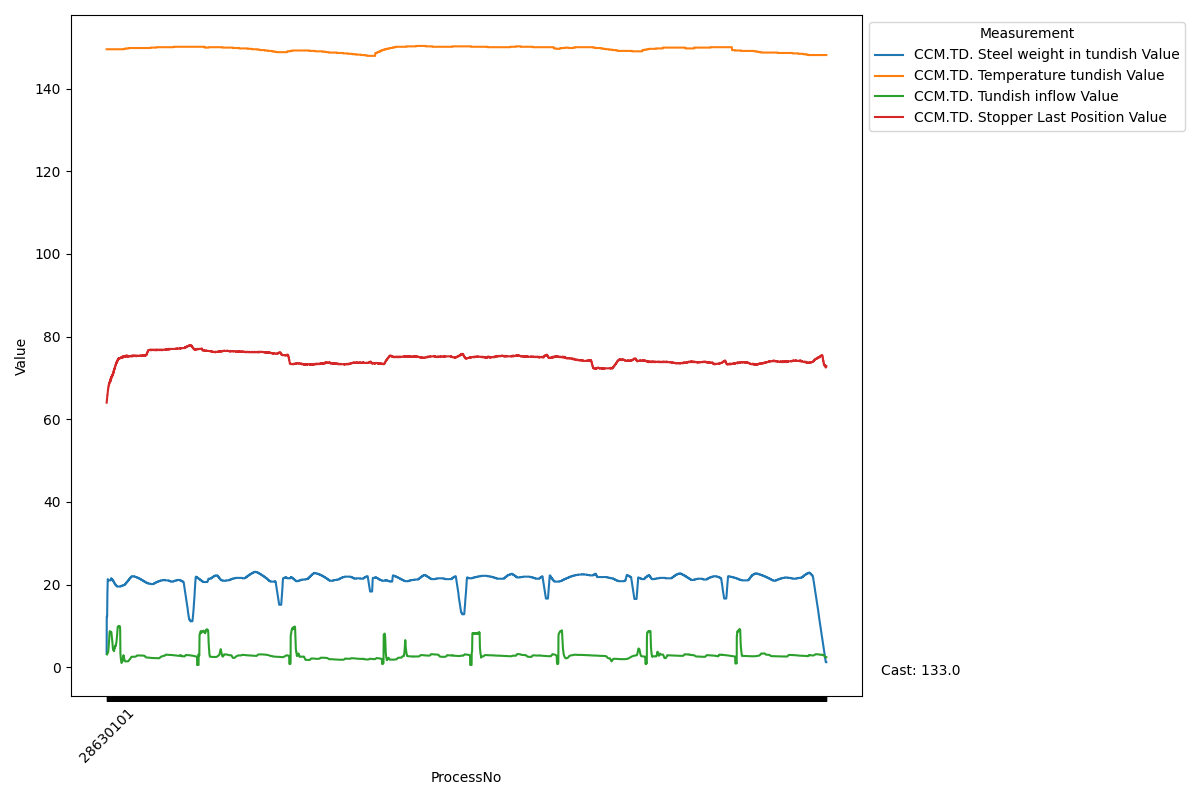 Measurement
CCM.TD. Steel weight in tundish Value
CCM.TD. Temperature tundish Value
CCM.TD. Tundish inflow Value
CCM.TD. Stopper Last Position Value
Value
140
120
100
80
60
40
20
0
Cast: 133.0
28630101
ProcessNo